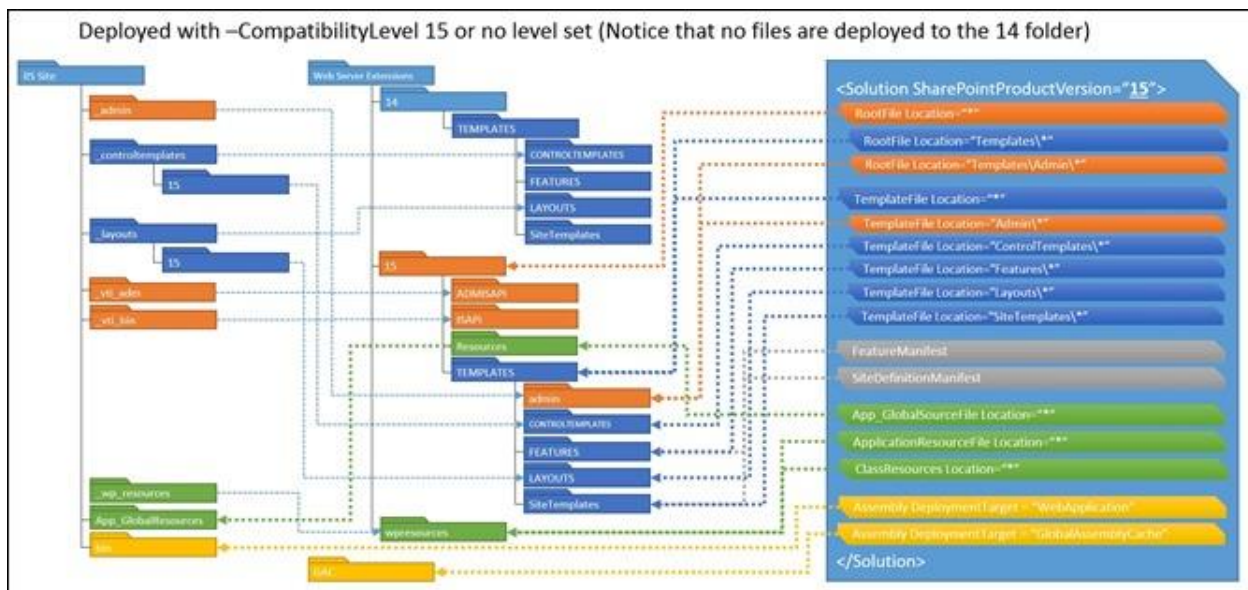 Deployed with –CompatibilityLevel 15 or no level set (Notice that no files are deployed to the 14 folder)
IIS Site
_admin
_controltemplates
15
_layouts
15
_vti_adm
_vti_bin
_wp_resources
App_GlobalResources
bin
Web Server Extensions
14
TEMPLATES
CONTROLTEMPLATES
FEATURES
LAYOUTS
SiteTemplates
15
ADMISAPI
ISAPI
Resources
TEMPLATES
admin
CONTROLTEMPLATES
FEATURES
LAYOUTS
SiteTemplates
wpresources
GAC
<Solution SharePointProductVersion="15">
RootFile Location="*"
RootFile Location="Templates\*"
RootFile Location="Templates\Admin\*"
TemplateFile Location="*"
TemplateFile Location="Admin\*"
TemplateFile Location="ControlTemplates\*"
TemplateFile Location="Features\*"
TemplateFile Location="Layouts\*"
TemplateFile Location="SiteTemplates\*"
FeatureManifest
SiteDefinitionManifest
App_GlobalSourceFile Location="*"
ApplicationResourceFile Location="*"
ClassResources Location="*"
Assembly DeploymentTarget = "WebApplication"
Assembly DeploymentTarget = "GlobalAssemblyCache"
</Solution>